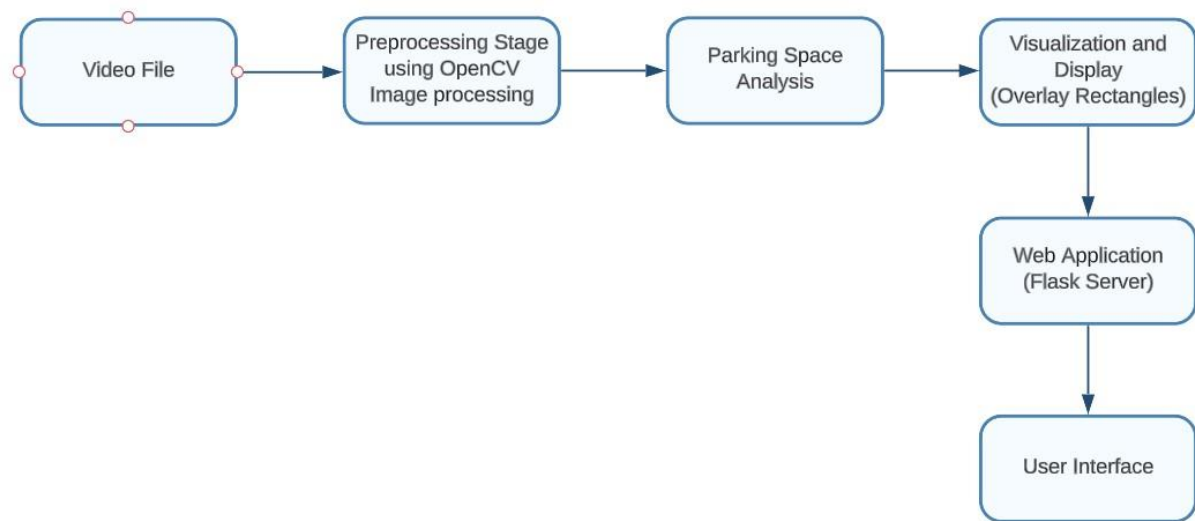 Video File
Preprocessing Stage
using OpenCV
Image processing
Parking Space
Analysis
Visualization and
Display
(Overlay Rectangles)
Web Application
(Flask Server)
User Interface